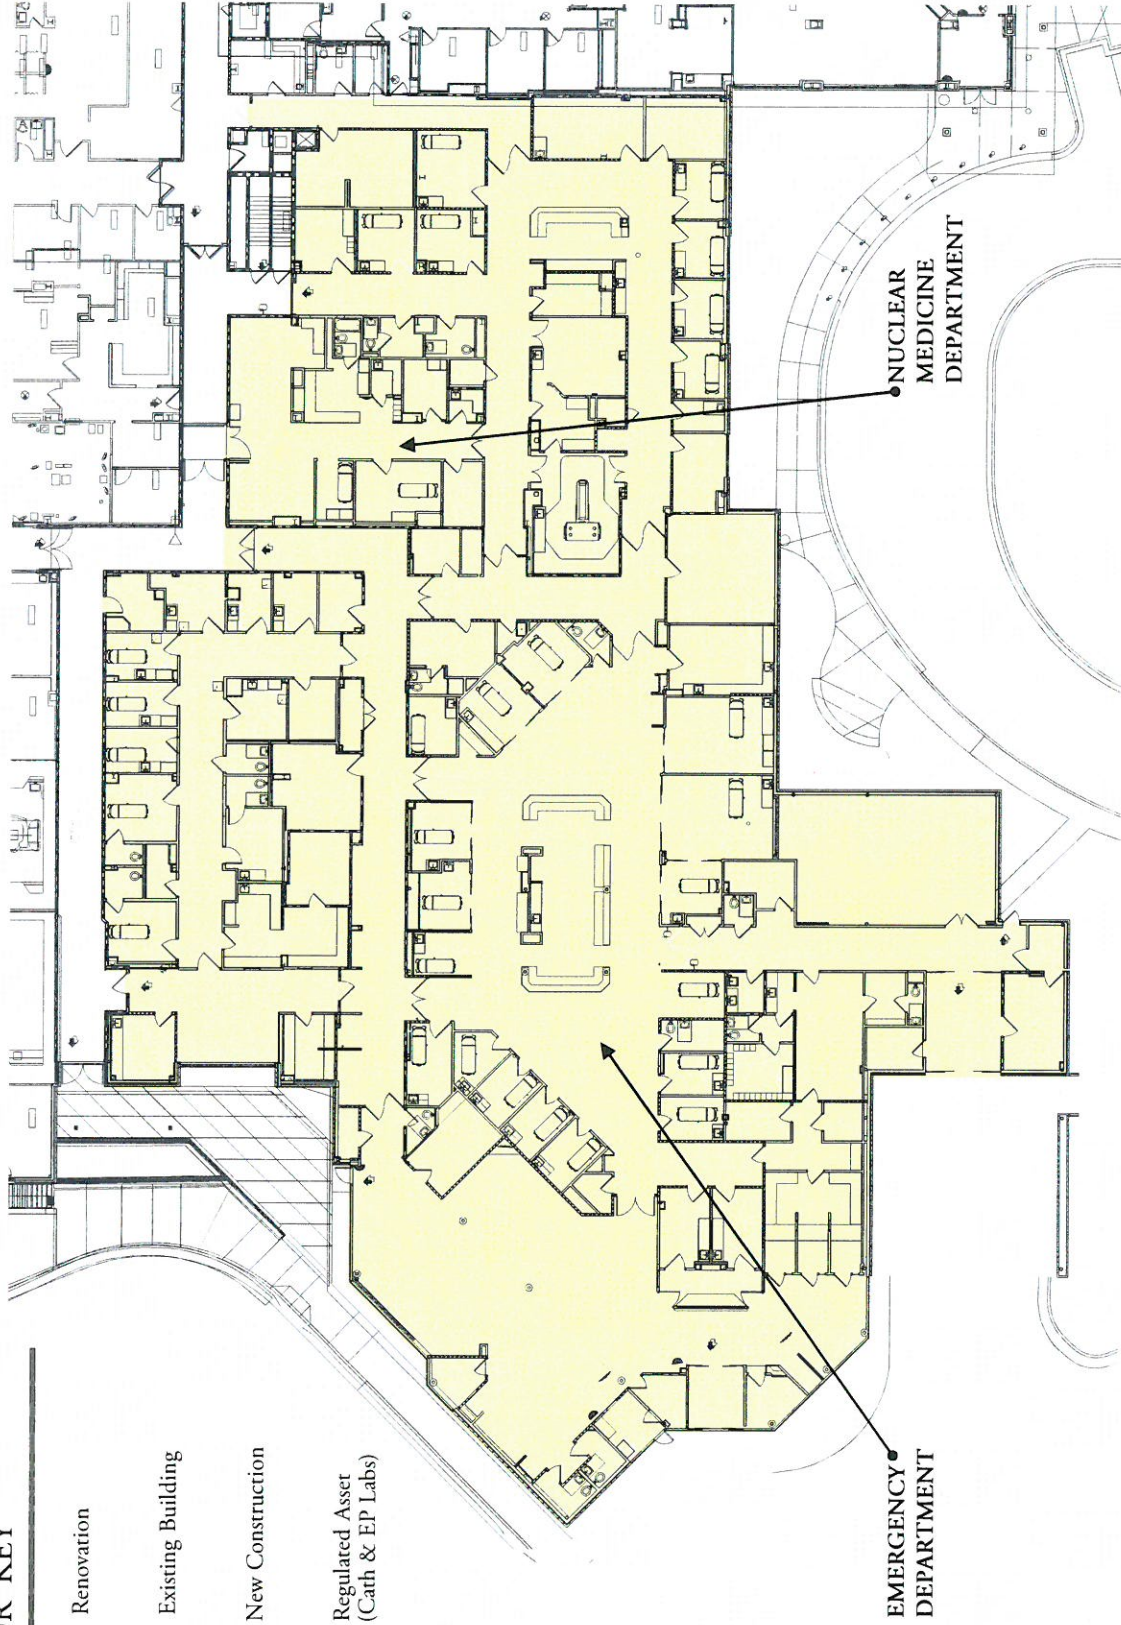 KEY
Renovation
Existing Building
New Construction
Regulated Asset
(Cath & EP Labs)
EMERGENCY
DEPARTMENT
NUCLEAR
MEDICINE
DEPARTMENT